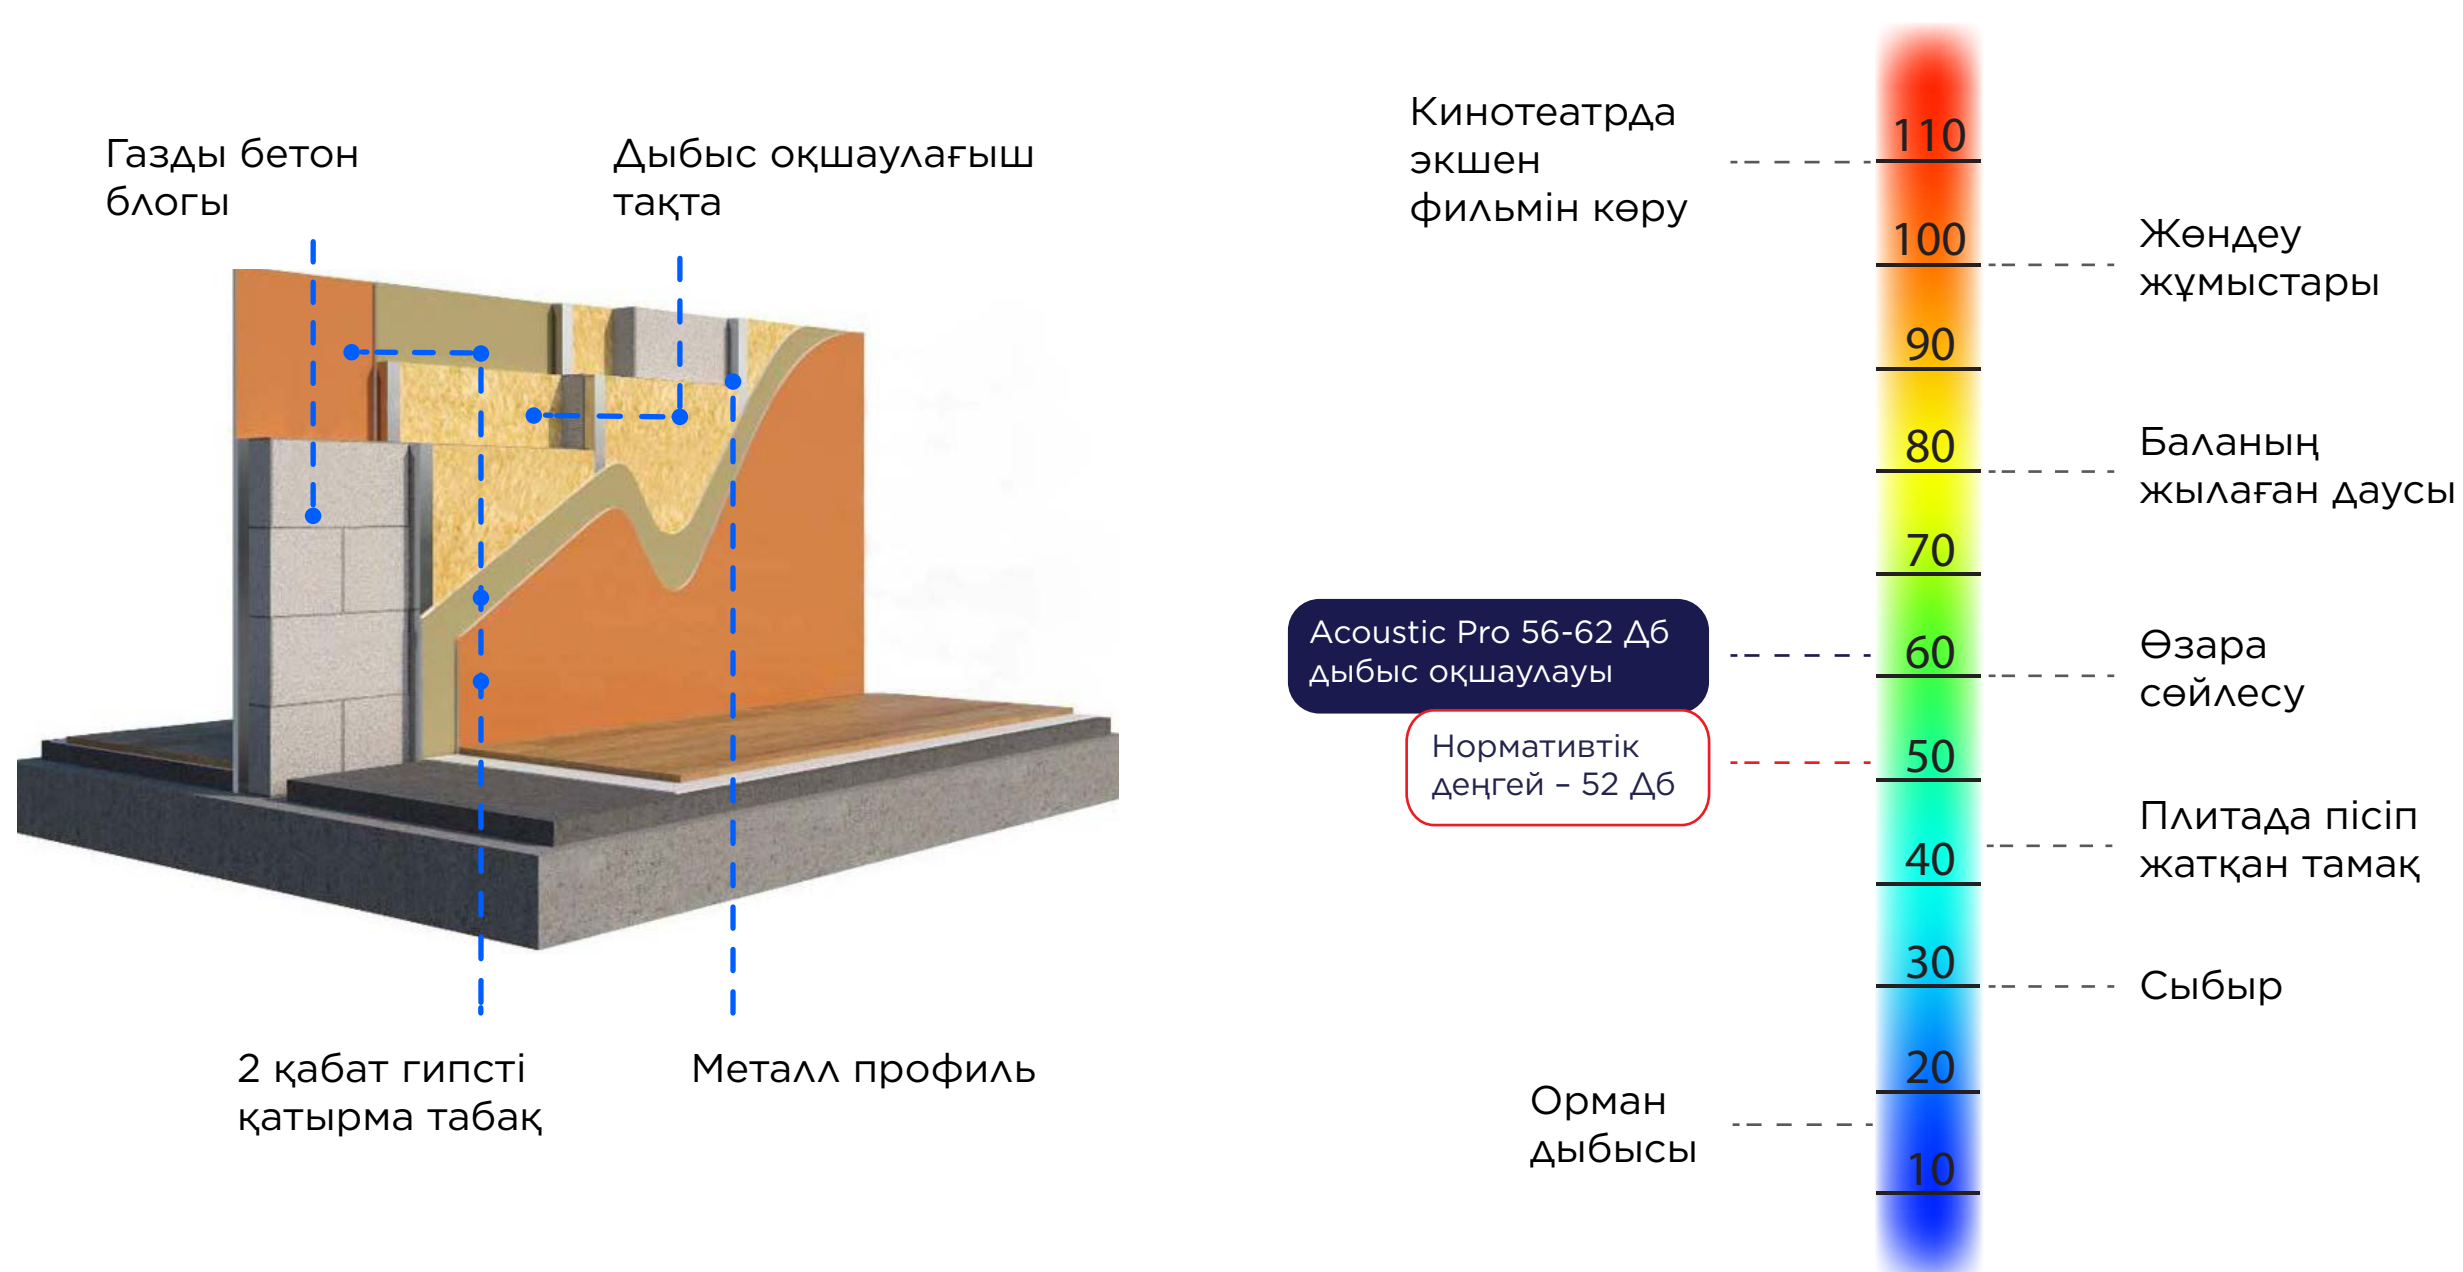 Газды бетон
блогы
Дыбыс оқшаулағыш
тақта
2 қабат гипсті
қатырма табақ
Металл профиль
Кинотеатрда
экшен
фильмін көру
110
100
Жөндеу
жұмыстары
90
80
Баланың
жылаған даусы
70
Acoustic Pro 56-62 Дб
дыбыс оқшаулауы
60
Өзара
сөйлесу
Нормативтік
деңгей – 52 Дб
50
Плитада пісіп
жатқан тамақ
40
30
Сыбыр
20
Орман
дыбысы
10